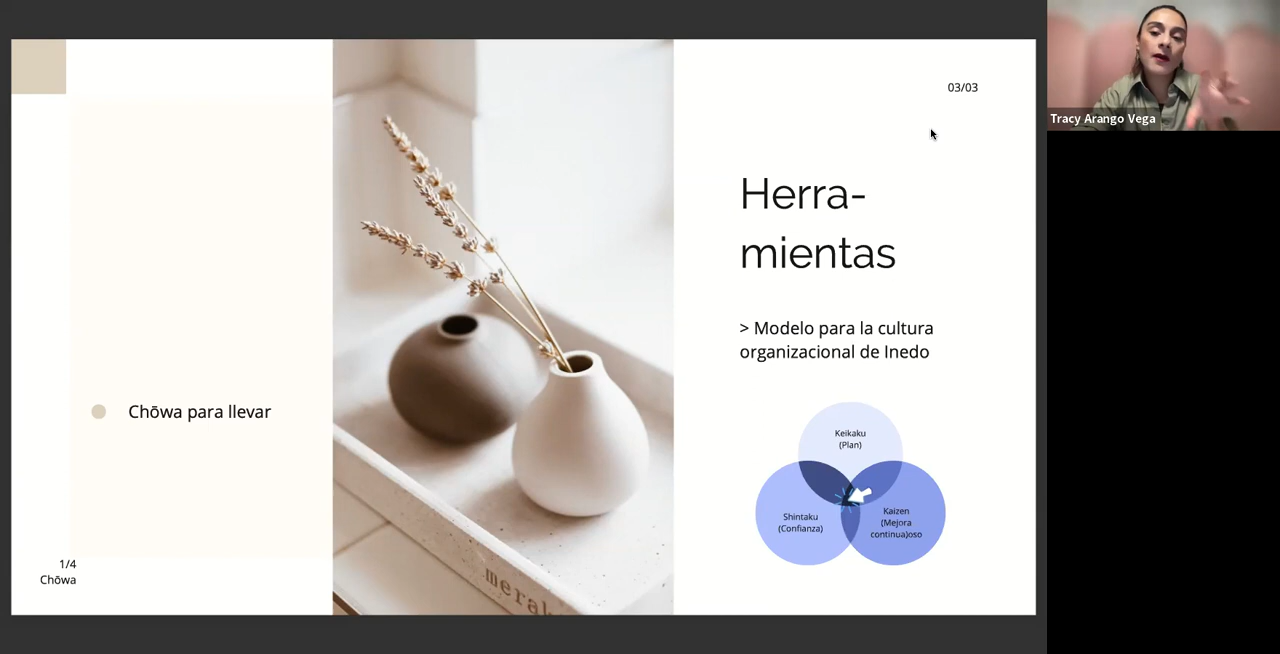 Chōwa para llevar
1/4
Chōwa
merak
03/03
Herra-
mientas
> Modelo para la cultura
organizacional de Inedo
Keikaku
(Plan)
Shintaku
(Confianza)
Kaizen
(Mejora
continua)oso
Tracy Arango Vega